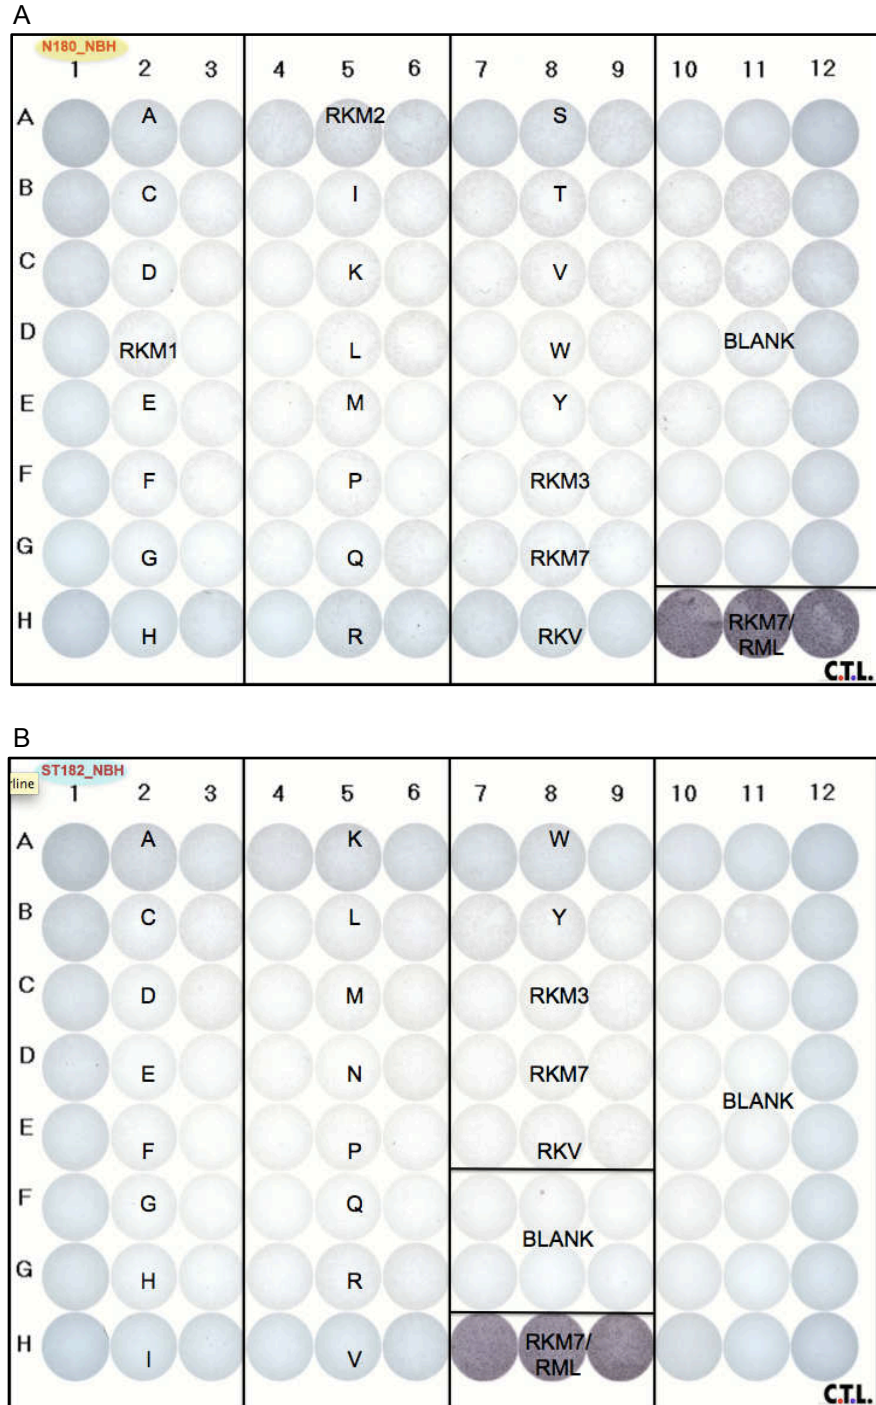 A
N180_NBH
1 2 3 4 5 6 7 8 9 10 11 12
A A RKM2 S
B C I T
C D K V
D RKM1 L W BLANK
E E M Y
F F P RKM3
G G Q RKM7
H H R RKV RKM7/
RML
C.T.L.
B
ST182_NBH
rline
1 2 3 4 5 6 7 8 9 10 11 12
A A K W
B C L Y
C D M RKM3
D E N RKM7
BLANK
E F P RKV
F G Q
BLANK
G H R
H I V RKM7/
RML
C.T.L.